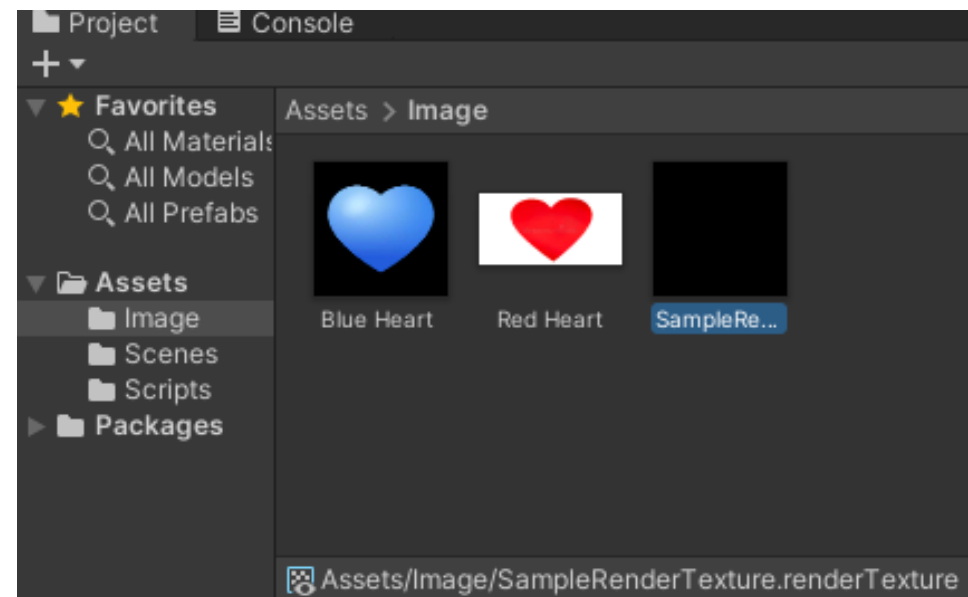 Project
Console
Favorites
All Materials
All Models
All Prefabs
Assets
Image
Scenes
Scripts
Packages
Assets > Image
Blue Heart
Red Heart
SampleRe...
Assets/Image/SampleRenderTexture.renderTexture